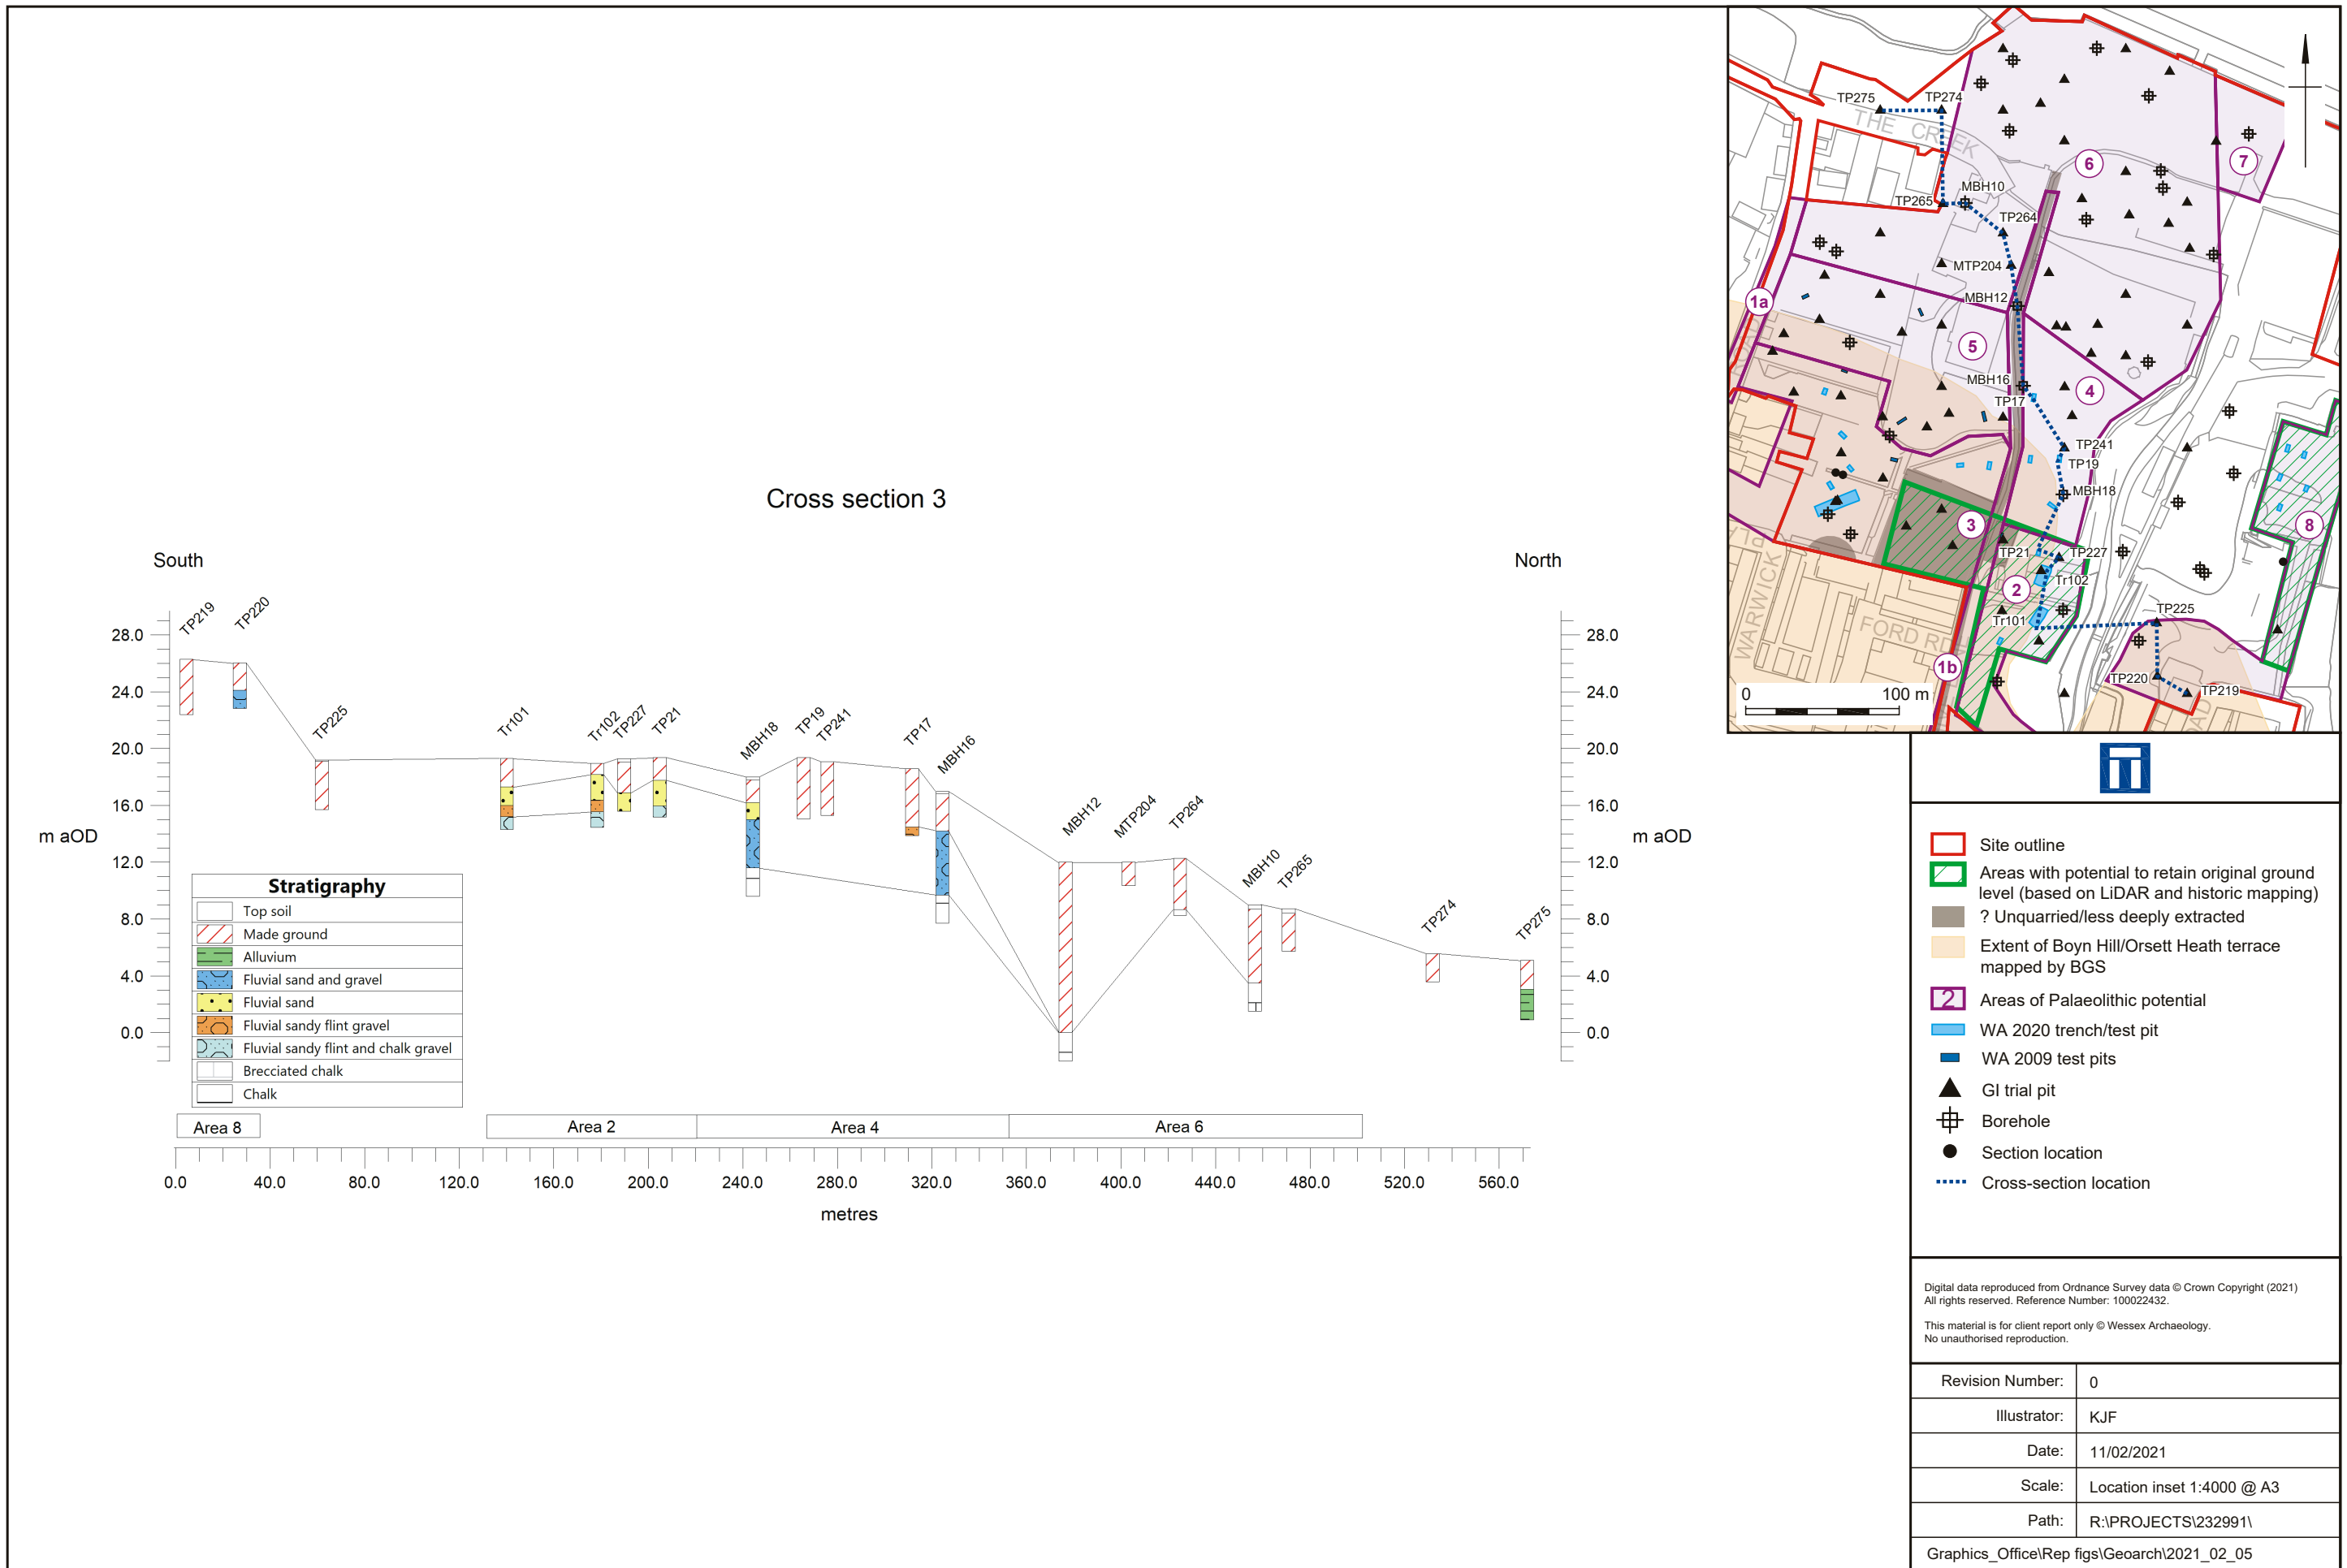 Cross section 3
South
North
TP219
TP220
TP225
Tr101
Tr102
TP227
TP21
MBH18
TP19
TP241
TP17
MBH16
MBH12
MTP204
TP264
MBH10
TP265
TP274
TP275
28.0
24.0
20.0
16.0
12.0
8.0
4.0
0.0
m aOD
28.0
24.0
20.0
16.0
12.0
8.0
4.0
0.0
m aOD
Stratigraphy
Top soil
Made ground
Alluvium
Fluvial sand and gravel
Fluvial sand
Fluvial sandy flint gravel
Fluvial sandy flint and chalk gravel
Brecciated chalk
Chalk
Area 8
Area 2
Area 4
Area 6
0.0 40.0 80.0 120.0 160.0 200.0 240.0 280.0 320.0 360.0 400.0 440.0 480.0 520.0 560.0
metres
TP275
TP274
THE CREEK
6
7
MBH10
TP265
TP264
MTP204
1a
MBH12
5
MBH16
4
TP17
TP241
TP19
MBH18
3
8
TP21
TP227
2
Tr102
TP225
Tr101
WARWICK
FORD RD
1b
TP220
TP219
0 100 m
Site outline
Areas with potential to retain original ground
level (based on LiDAR and historic mapping)
? Unquarried/less deeply extracted
Extent of Boyn Hill/Orsett Heath terrace
mapped by BGS
2 Areas of Palaeolithic potential
WA 2020 trench/test pit
WA 2009 test pits
GI trial pit
Borehole
Section location
Cross-section location
Digital data reproduced from Ordnance Survey data © Crown Copyright (2021)
All rights reserved. Reference Number: 100022432.
This material is for client report only © Wessex Archaeology.
No unauthorised reproduction.
Revision Number: 0
Illustrator: KJF
Date: 11/02/2021
Scale: Location inset 1:4000 @ A3
Path: R:\PROJECTS\232991\
Graphics_Office\Rep figs\Geoarch\2021_02_05